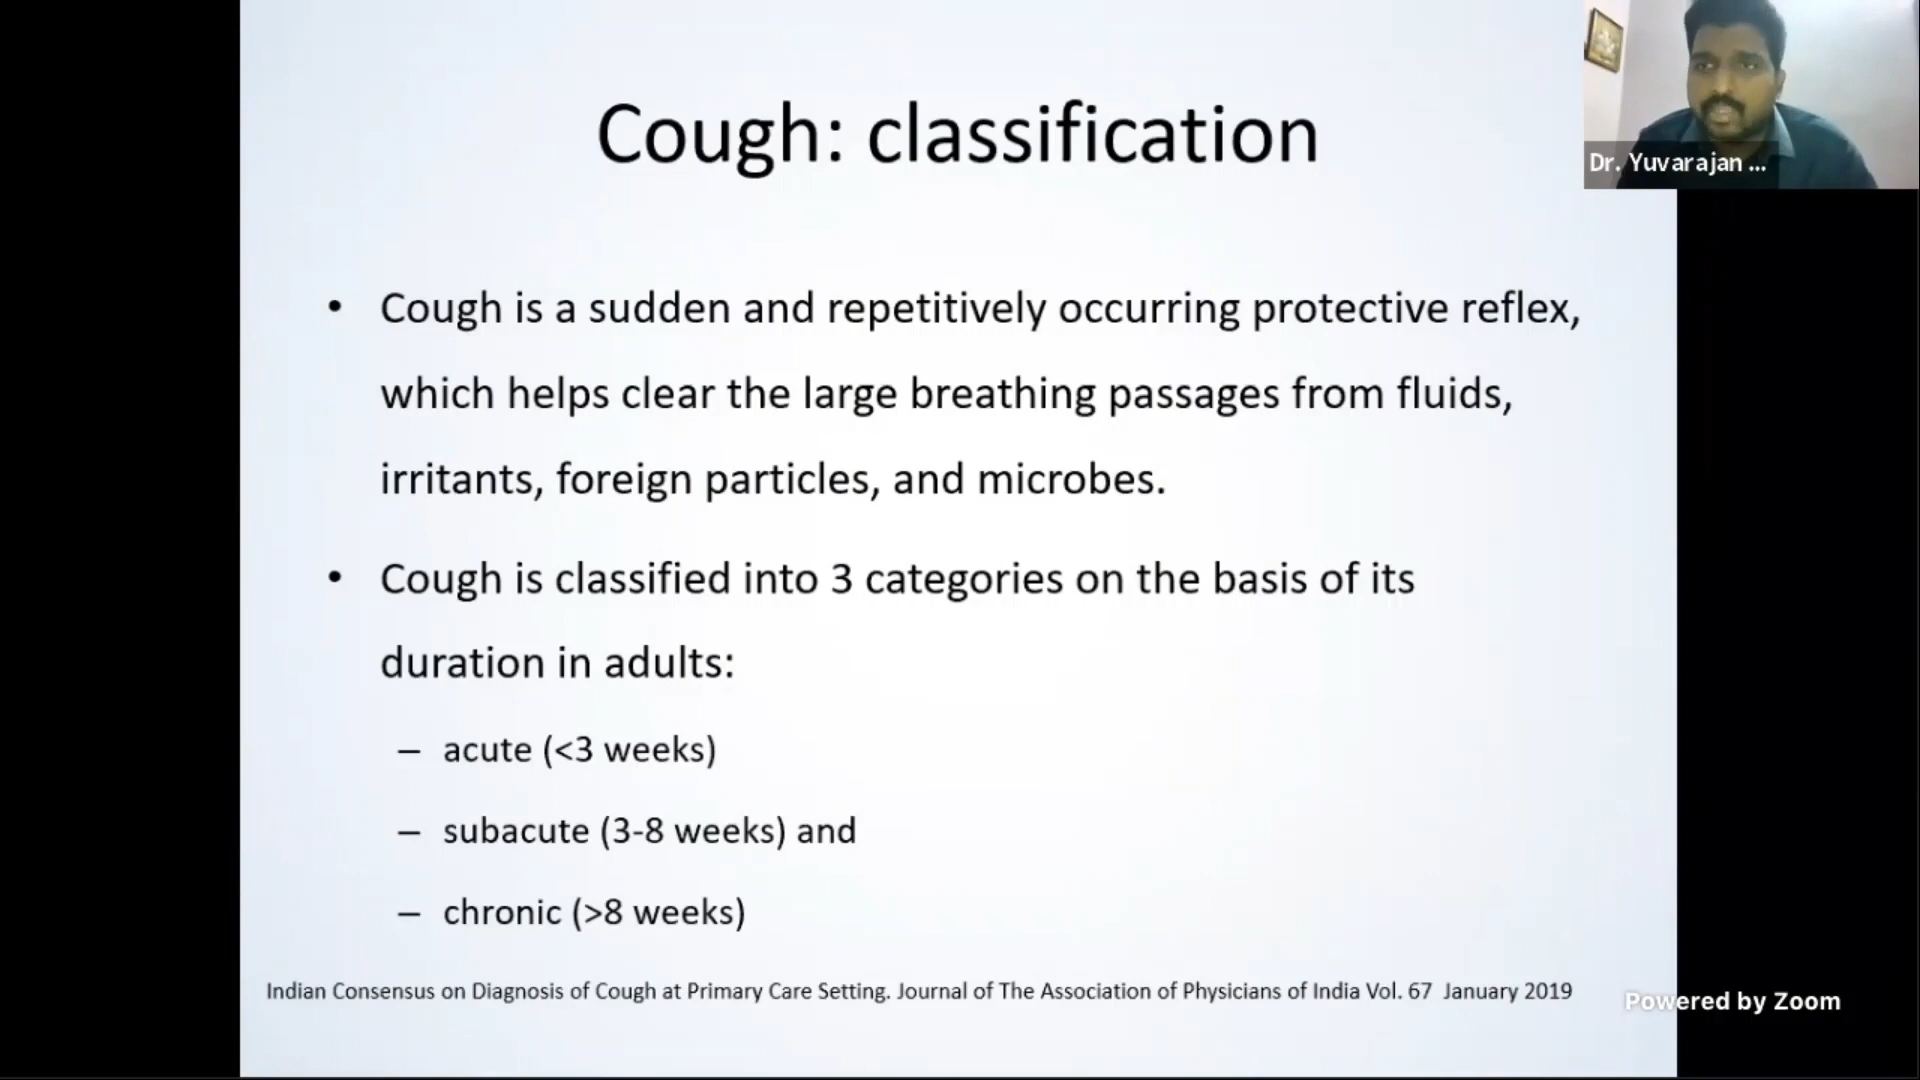 Cough: classification
Dr. Yuvarajan ...
• Cough is a sudden and repetitively occurring protective reflex,
which helps clear the large breathing passages from fluids,
irritants, foreign particles, and microbes.
• Cough is classified into 3 categories on the basis of its
duration in adults:
– acute (<3 weeks)
– subacute (3-8 weeks) and
– chronic (>8 weeks)
Indian Consensus on Diagnosis of Cough at Primary Care Setting. Journal of The Association of Physicians of India Vol. 67 January 2019
Powered by Zoom